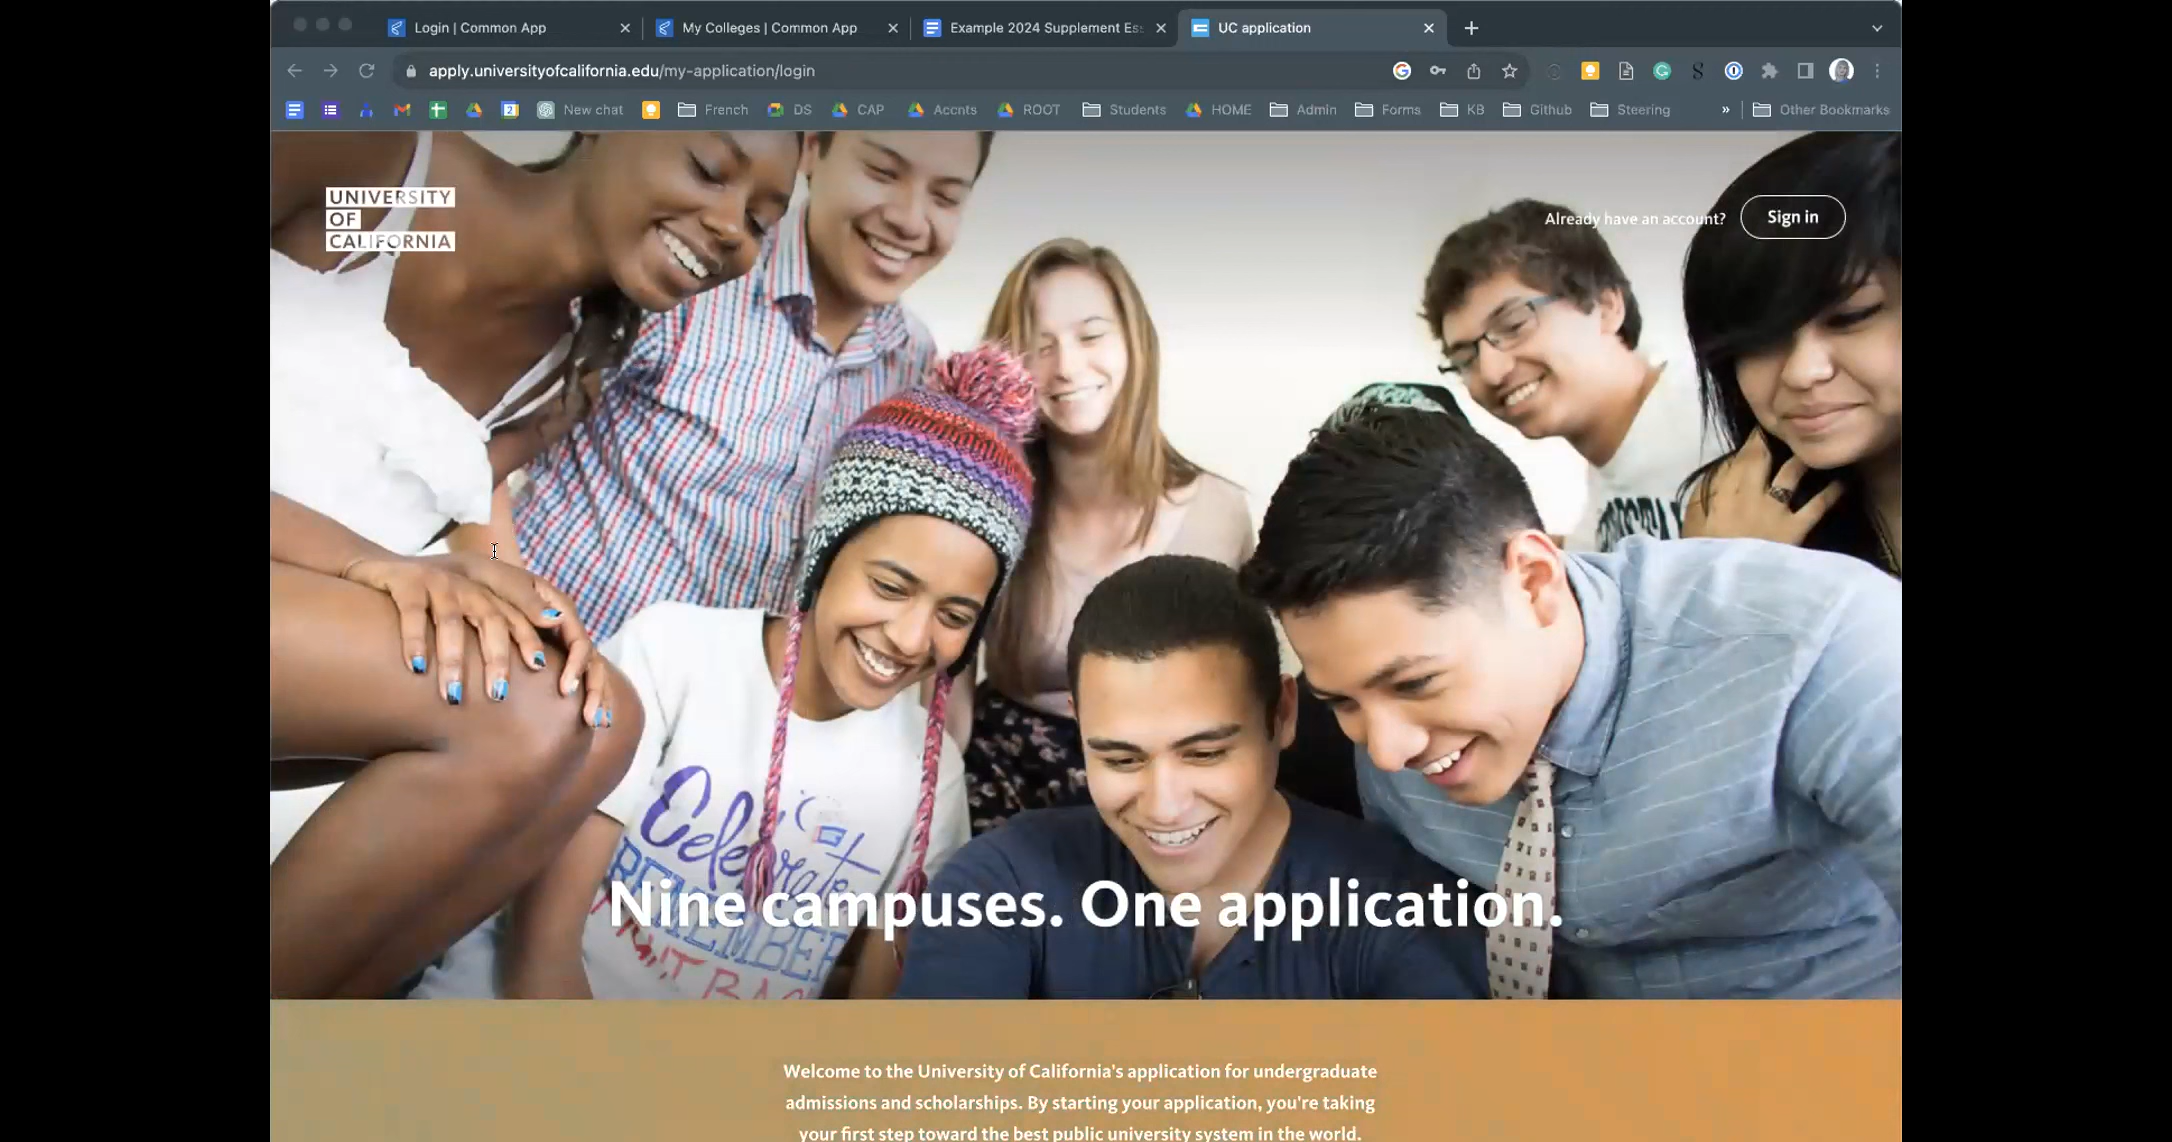 Login | Common App
My Colleges | Common App
Example 2024 Supplement Es
UC application
apply.universityofcalifornia.edu/my-application/login
New chat
French
DS
CAP
Accnts
ROOT
Students
HOME
Admin
Forms
KB
Github
Steering
»
Other Bookmarks
UNIVERSITY
OF
CALIFORNIA
Already have an account?
Sign in
Celebrate
REMEMBER
Nine campuses. One application.
Welcome to the University of California's application for undergraduate
admissions and scholarships. By starting your application, you're taking
your first step toward the best public university system in the world.